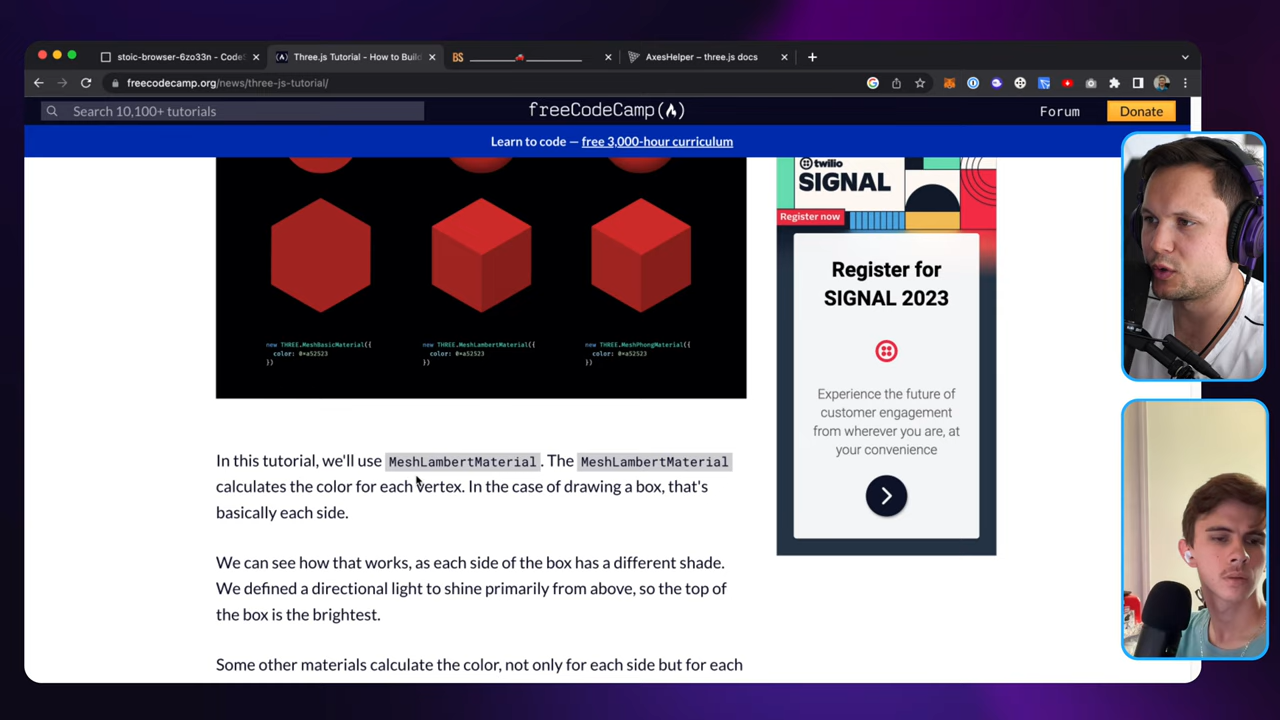 stoic-browser-6zo33n – CodeS
Three.js Tutorial – How to Build
BS
AxesHelper – three.js docs
freecodecamp.org/news/three-js-tutorial/
Search 10,100+ tutorials
freeCodeCamp
Forum
Donate
Learn to code — free 3,000-hour curriculum
new THREE.MeshBasicMaterial({
color: 0xa52523
})
new THREE.MeshLambertMaterial({
color: 0xa52523
})
new THREE.MeshPhongMaterial({
color: 0xa52523
})
In this tutorial, we'll use MeshLambertMaterial. The MeshLambertMaterial
calculates the color for each vertex. In the case of drawing a box, that's
basically each side.
We can see how that works, as each side of the box has a different shade.
We defined a directional light to shine primarily from above, so the top of
the box is the brightest.
Some other materials calculate the color, not only for each side but for each
twilio
SIGNAL
Register now
Register for
SIGNAL 2023
Experience the future of
customer engagement
from wherever you are, at
your convenience